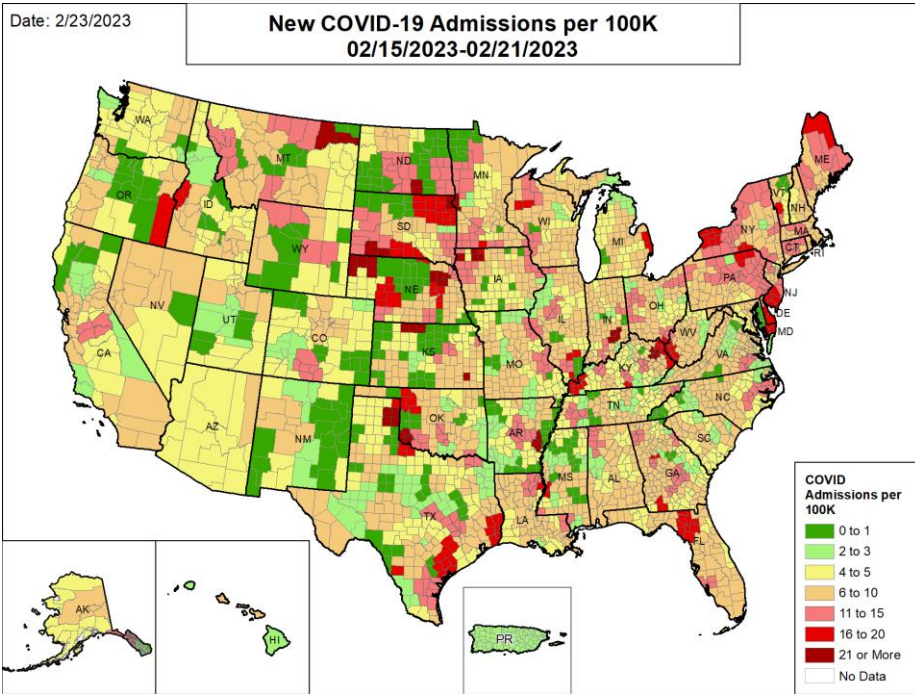 Date: 2/23/2023
New COVID-19 Admissions per 100K
02/15/2023-02/21/2023
WA
MT
ND
MN
ME
OR
ID
SD
WI
VT
NH
NY
MA
MI
CT
RI
WY
IA
PA
NE
NJ
NV
OH
DE
UT
IL
IN
MD
CO
WV
CA
KS
MO
VA
KY
TN
NC
AZ
NM
OK
AR
SC
MS
AL
GA
TX
LA
FL
AK
HI
PR
COVID
Admissions per
100K
0 to 1
2 to 3
4 to 5
6 to 10
11 to 15
16 to 20
21 or More
No Data